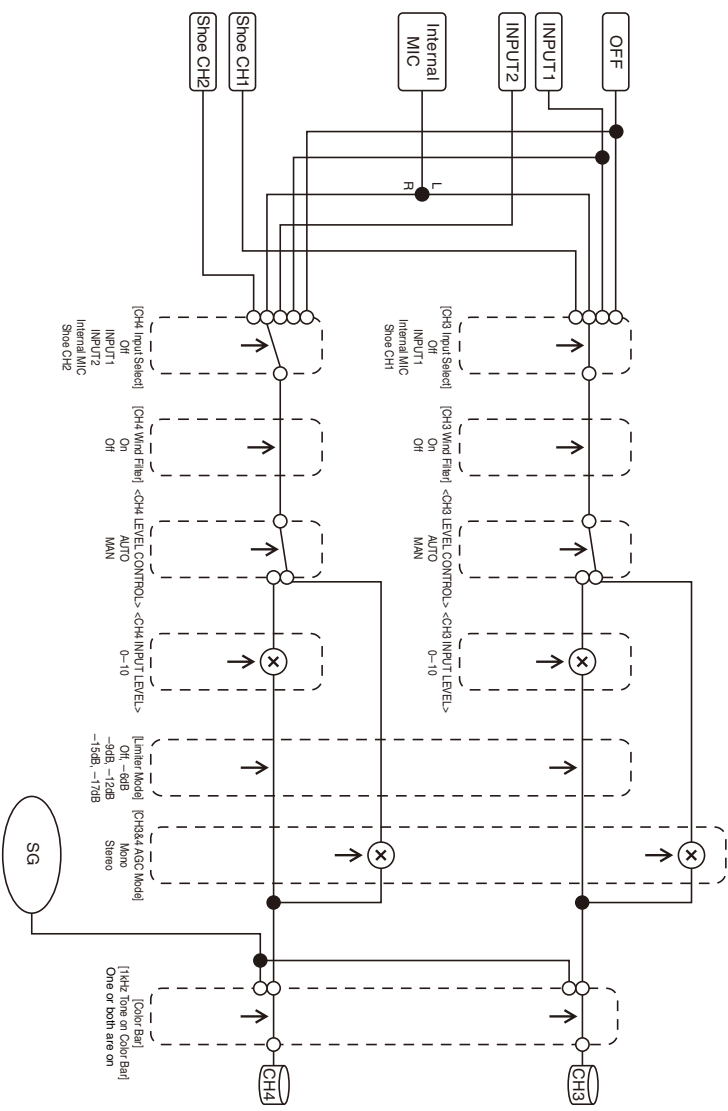 OFF
INPUT1
INPUT2
Internal
MIC
Shoe CH1
Shoe CH2
L
R
[CH3 Input Select]
Off
INPUT1
Internal MIC
Shoe CH1
[CH3 Wind Filter]
On
Off
<CH3 LEVEL CONTROL>
AUTO
MAN
<CH3 INPUT LEVEL>
0–10
CH3
[CH4 Input Select]
Off
INPUT1
INPUT2
Internal MIC
Shoe CH2
[CH4 Wind Filter]
On
Off
<CH4 LEVEL CONTROL>
AUTO
MAN
<CH4 INPUT LEVEL>
0–10
[Limiter Mode]
Off, –6dB
–9dB, –12dB
–15dB, –17dB
[CH3&4 AGC Mode]
Mono
Stereo
[Color Bar]
[1kHz Tone on Color Bar]
One or both are on
CH4
SG